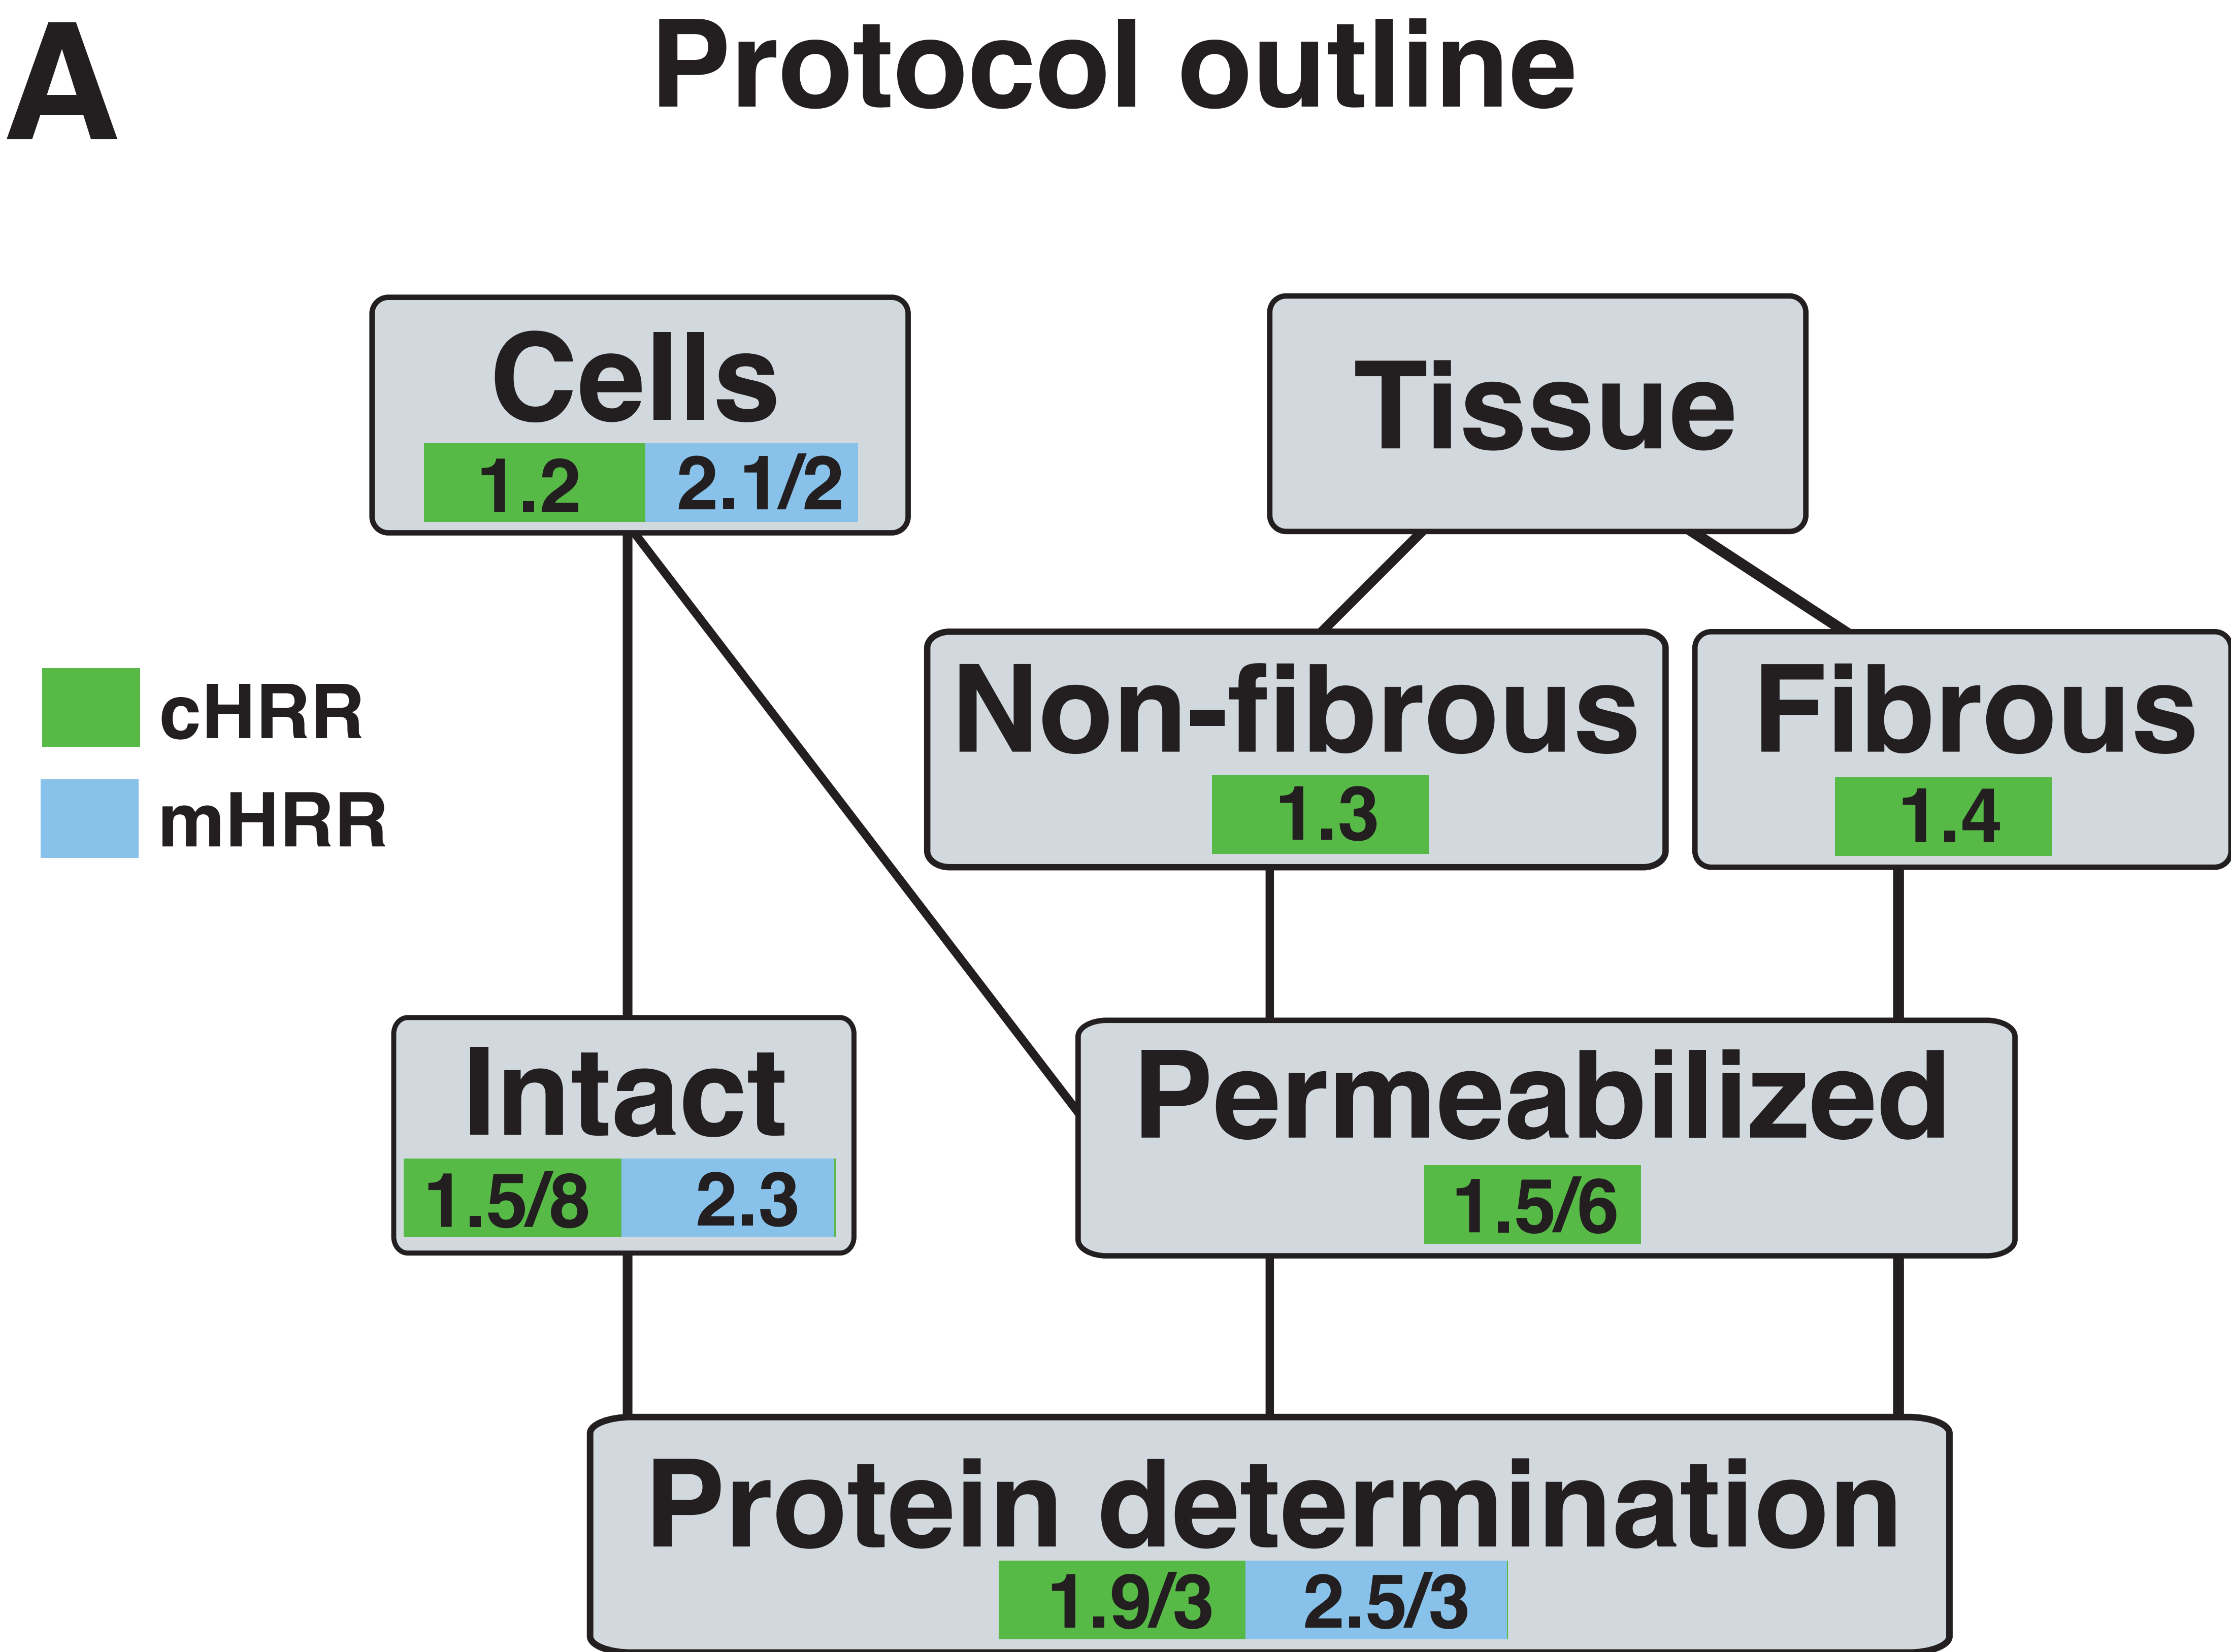 A
Protocol outline
Cells
1.2 2.1/2
Tissue
cHRR
mHRR
Non-fibrous
1.3
Fibrous
1.4
Intact
1.5/8 2.3
Permeabilized
1.5/6
Protein determination
1.9/3 2.5/3